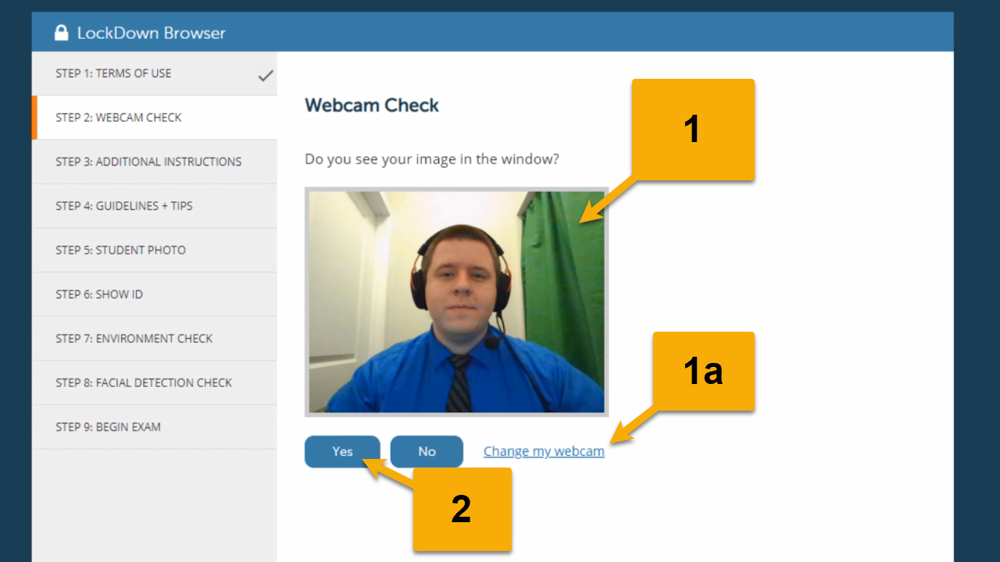 LockDown Browser
STEP 1: TERMS OF USE
STEP 2: WEBCAM CHECK
STEP 3: ADDITIONAL INSTRUCTIONS
STEP 4: GUIDELINES + TIPS
STEP 5: STUDENT PHOTO
STEP 6: SHOW ID
STEP 7: ENVIRONMENT CHECK
STEP 8: FACIAL DETECTION CHECK
STEP 9: BEGIN EXAM
Webcam Check
Do you see your image in the window?
1
1a
Yes No Change my webcam
2